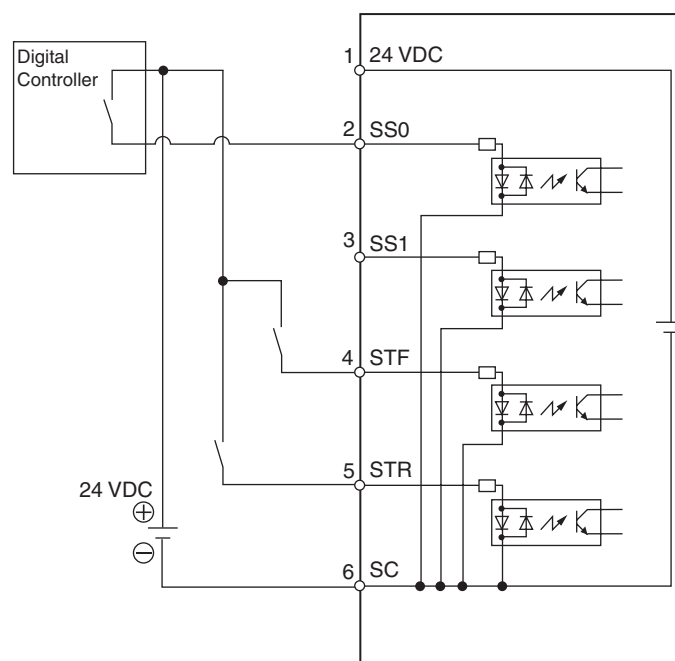 Digital
Controller
1 24 VDC
2 SS0
3 SS1
4 STF
5 STR
24 VDC
⊕
⊖
6 SC